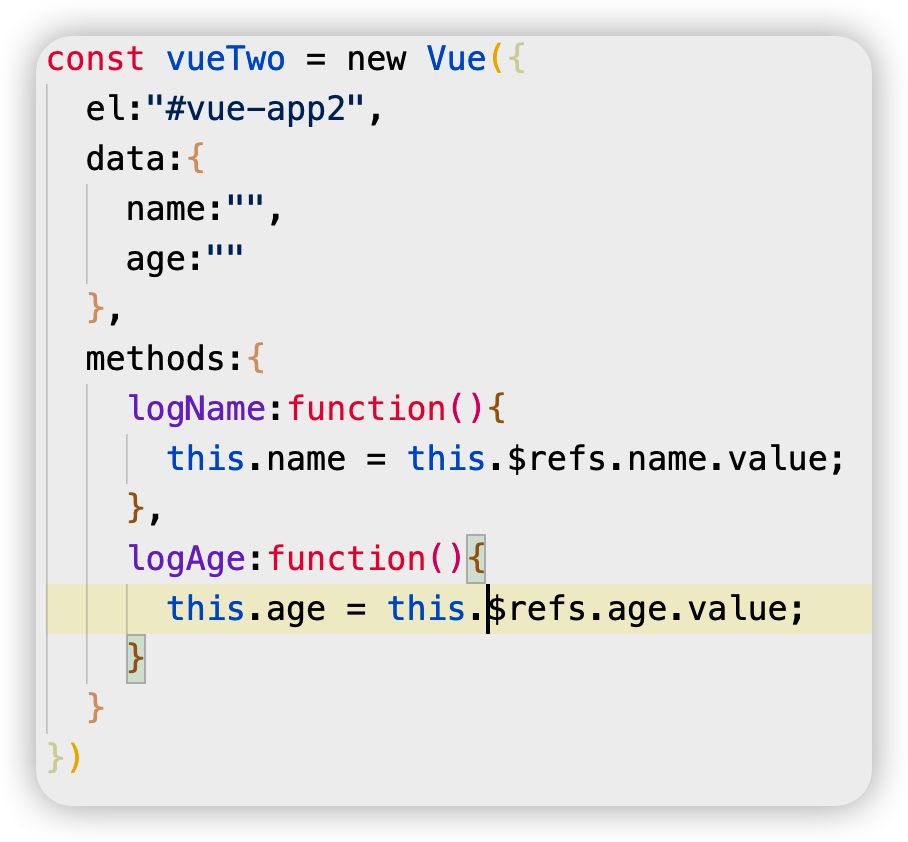 const vueTwo = new Vue({
  el:"#vue-app2",
  data:{
    name:"",
    age:""
  },
  methods:{
    logName:function(){
      this.name = this.$refs.name.value;
    },
    logAge:function(){
      this.age = this.$refs.age.value;
    }
  }
})